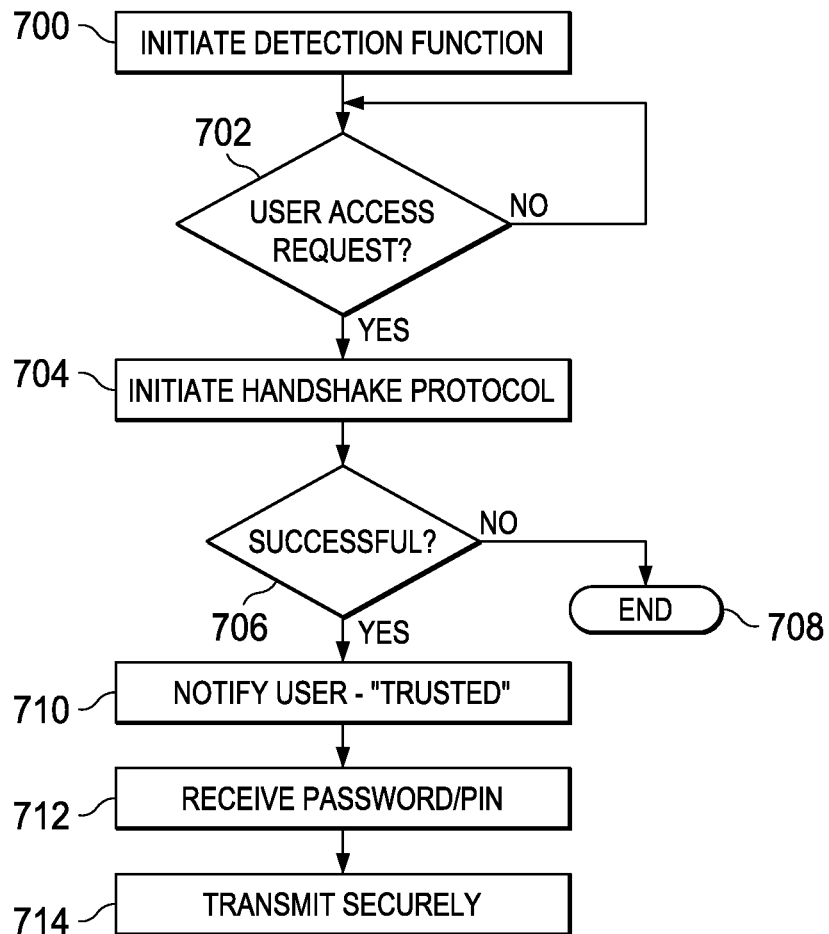 700
INITIATE DETECTION FUNCTION
702
USER ACCESS
REQUEST?
NO
YES
704
INITIATE HANDSHAKE PROTOCOL
SUCCESSFUL?
NO
706
YES
END
708
710
NOTIFY USER - "TRUSTED"
712
RECEIVE PASSWORD/PIN
714
TRANSMIT SECURELY